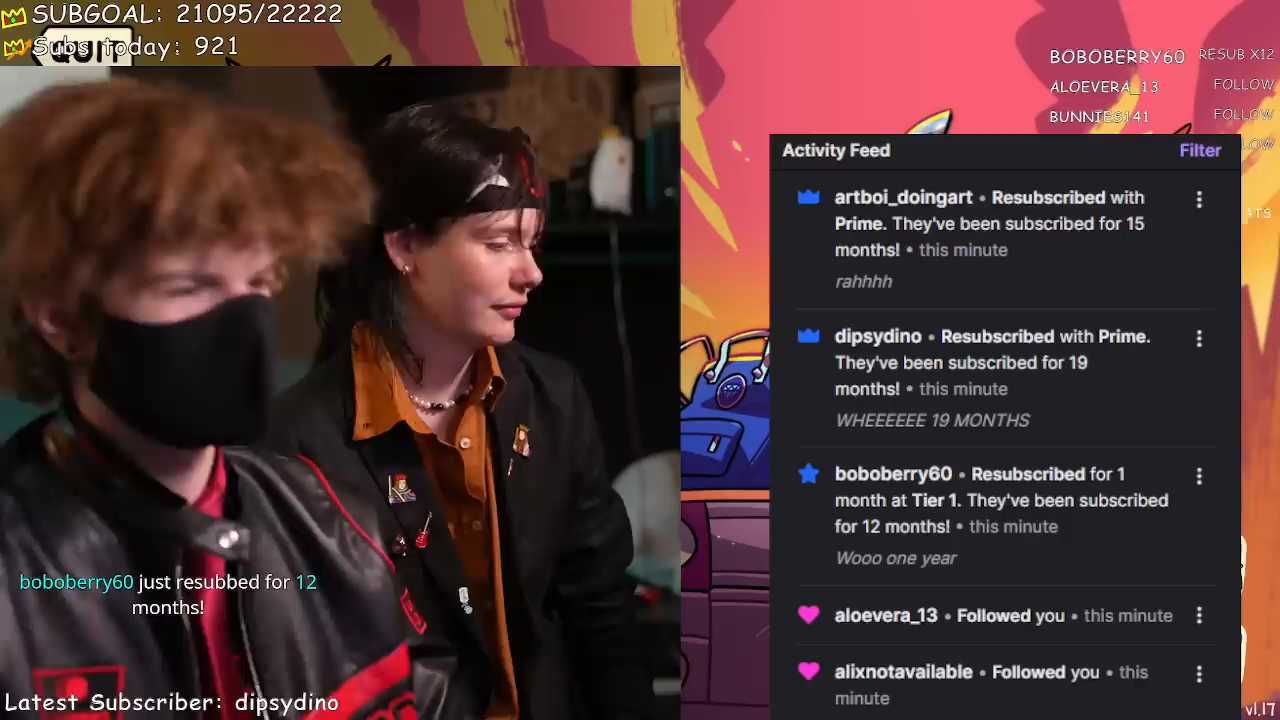 SUBGOAL: 21095/22222
Subs today: 921
QUIT
BOBOBERRY60 RESUB X12
ALOEVERA_13 FOLLOW
BUNNIES141 FOLLOW
Activity Feed Filter
artboi_doingart • Resubscribed with
Prime. They've been subscribed for 15
months! • this minute
rahhhh
dipsydino • Resubscribed with Prime.
They've been subscribed for 19
months! • this minute
WHEEEEEE 19 MONTHS
boboberry60 • Resubscribed for 1
month at Tier 1. They've been subscribed
for 12 months! • this minute
Wooo one year
aloevera_13 • Followed you • this minute
alixnotavailable • Followed you • this
minute
boboberry60 just resubbed for 12
months!
Latest Subscriber: dipsydino
v1.17